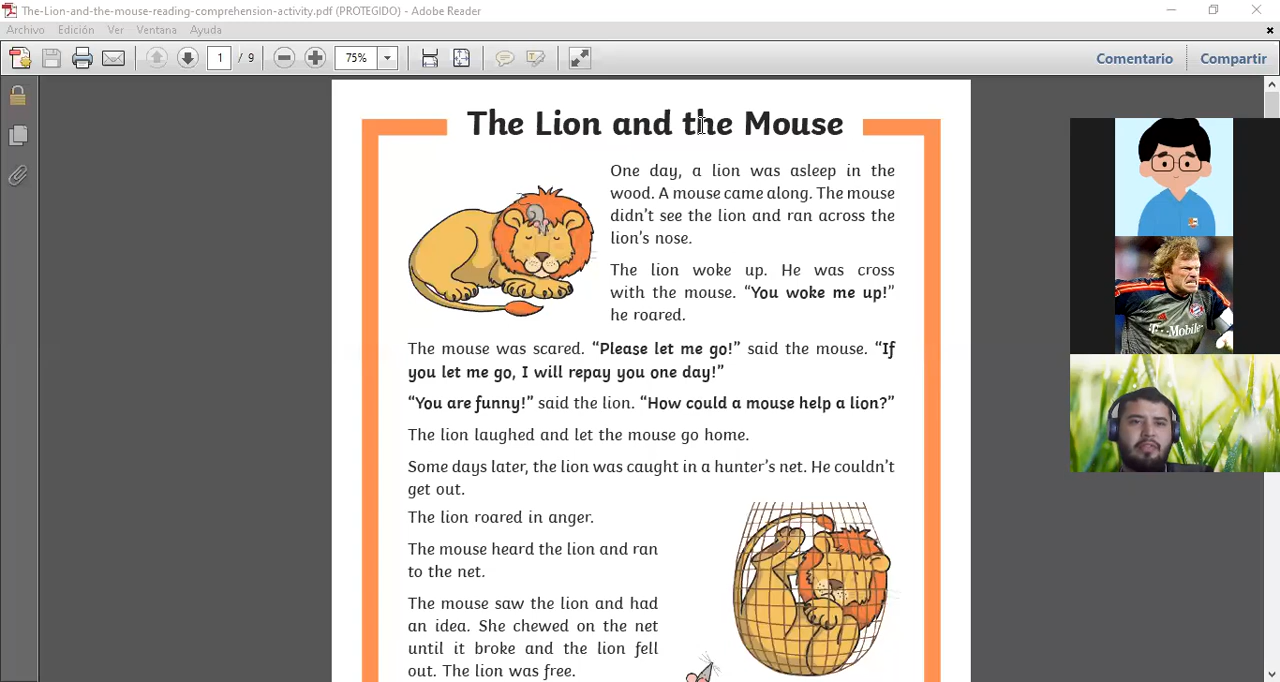 The-Lion-and-the-mouse-reading-comprehension-activity.pdf (PROTEGIDO) - Adobe Reader
Archivo Edición Ver Ventana Ayuda
1 / 9 75% Comentario Compartir
The Lion and the Mouse
One day, a lion was asleep in the
wood. A mouse came along. The mouse
didn't see the lion and ran across the
lion's nose.
The lion woke up. He was cross
with the mouse. “You woke me up!”
he roared.
The mouse was scared. “Please let me go!” said the mouse. “If
you let me go, I will repay you one day!”
“You are funny!” said the lion. “How could a mouse help a lion?”
The lion laughed and let the mouse go home.
Some days later, the lion was caught in a hunter's net. He couldn't
get out.
The lion roared in anger.
The mouse heard the lion and ran
to the net.
The mouse saw the lion and had
an idea. She chewed on the net
until it broke and the lion fell
out. The lion was free.
T··Mobile·